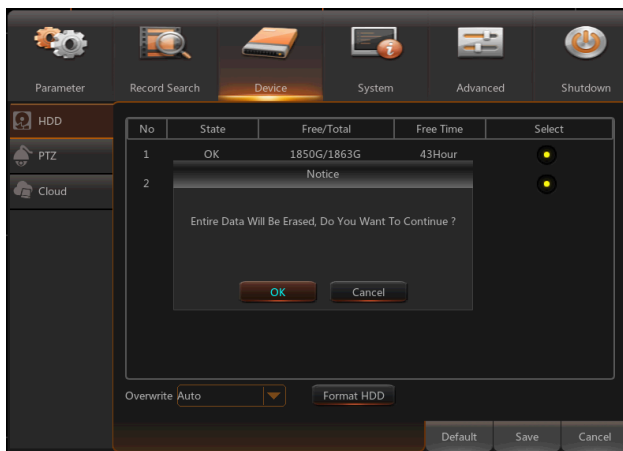 Parameter Record Search Device System Advanced Shutdown
HDD
PTZ
Cloud
No State Free/Total Free Time Select
1 OK 1850G/1863G 43Hour
2
Notice
Entire Data Will Be Erased, Do You Want To Continue ?
OK Cancel
Overwrite Auto Format HDD
Default Save Cancel